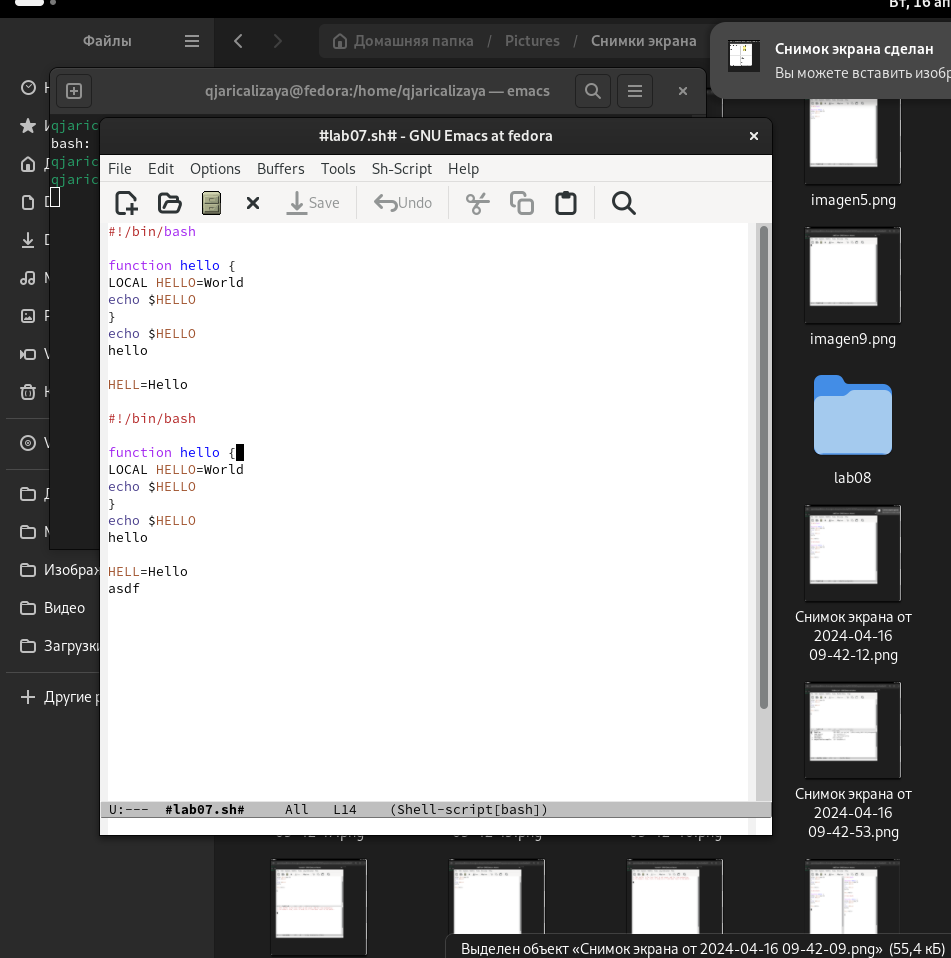 Вт, 16 ап
Файлы
Домашняя папка / Pictures / Снимки экрана
Снимок экрана сделан
Вы можете вставить изобр
qjaricalizaya@fedora:/home/qjaricalizaya — emacs
qjaric
bash:
qjaric
qjaric
#lab07.sh# - GNU Emacs at fedora
File Edit Options Buffers Tools Sh-Script Help
Save
Undo
#!/bin/bash
function hello {
LOCAL HELLO=World
echo $HELLO
}
echo $HELLO
hello
HELL=Hello
#!/bin/bash
function hello {
LOCAL HELLO=World
echo $HELLO
}
echo $HELLO
hello
HELL=Hello
asdf
U:--- #lab07.sh# All L14 (Shell-script[bash])
Изображ
Видео
Загрузки
Другие р
imagen5.png
imagen9.png
lab08
Снимок экрана от
2024-04-16
09-42-12.png
Снимок экрана от
2024-04-16
09-42-53.png
Выделен объект «Снимок экрана от 2024-04-16 09-42-09.png» (55,4 кБ)